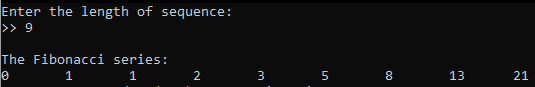 Enter the length of sequence:
>> 9
The Fibonacci series:
0 1 1 2 3 5 8 13 21